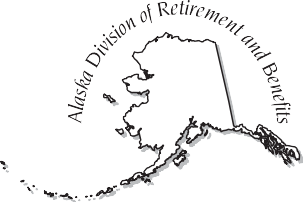 Alaska Division of Retirement and Benefits